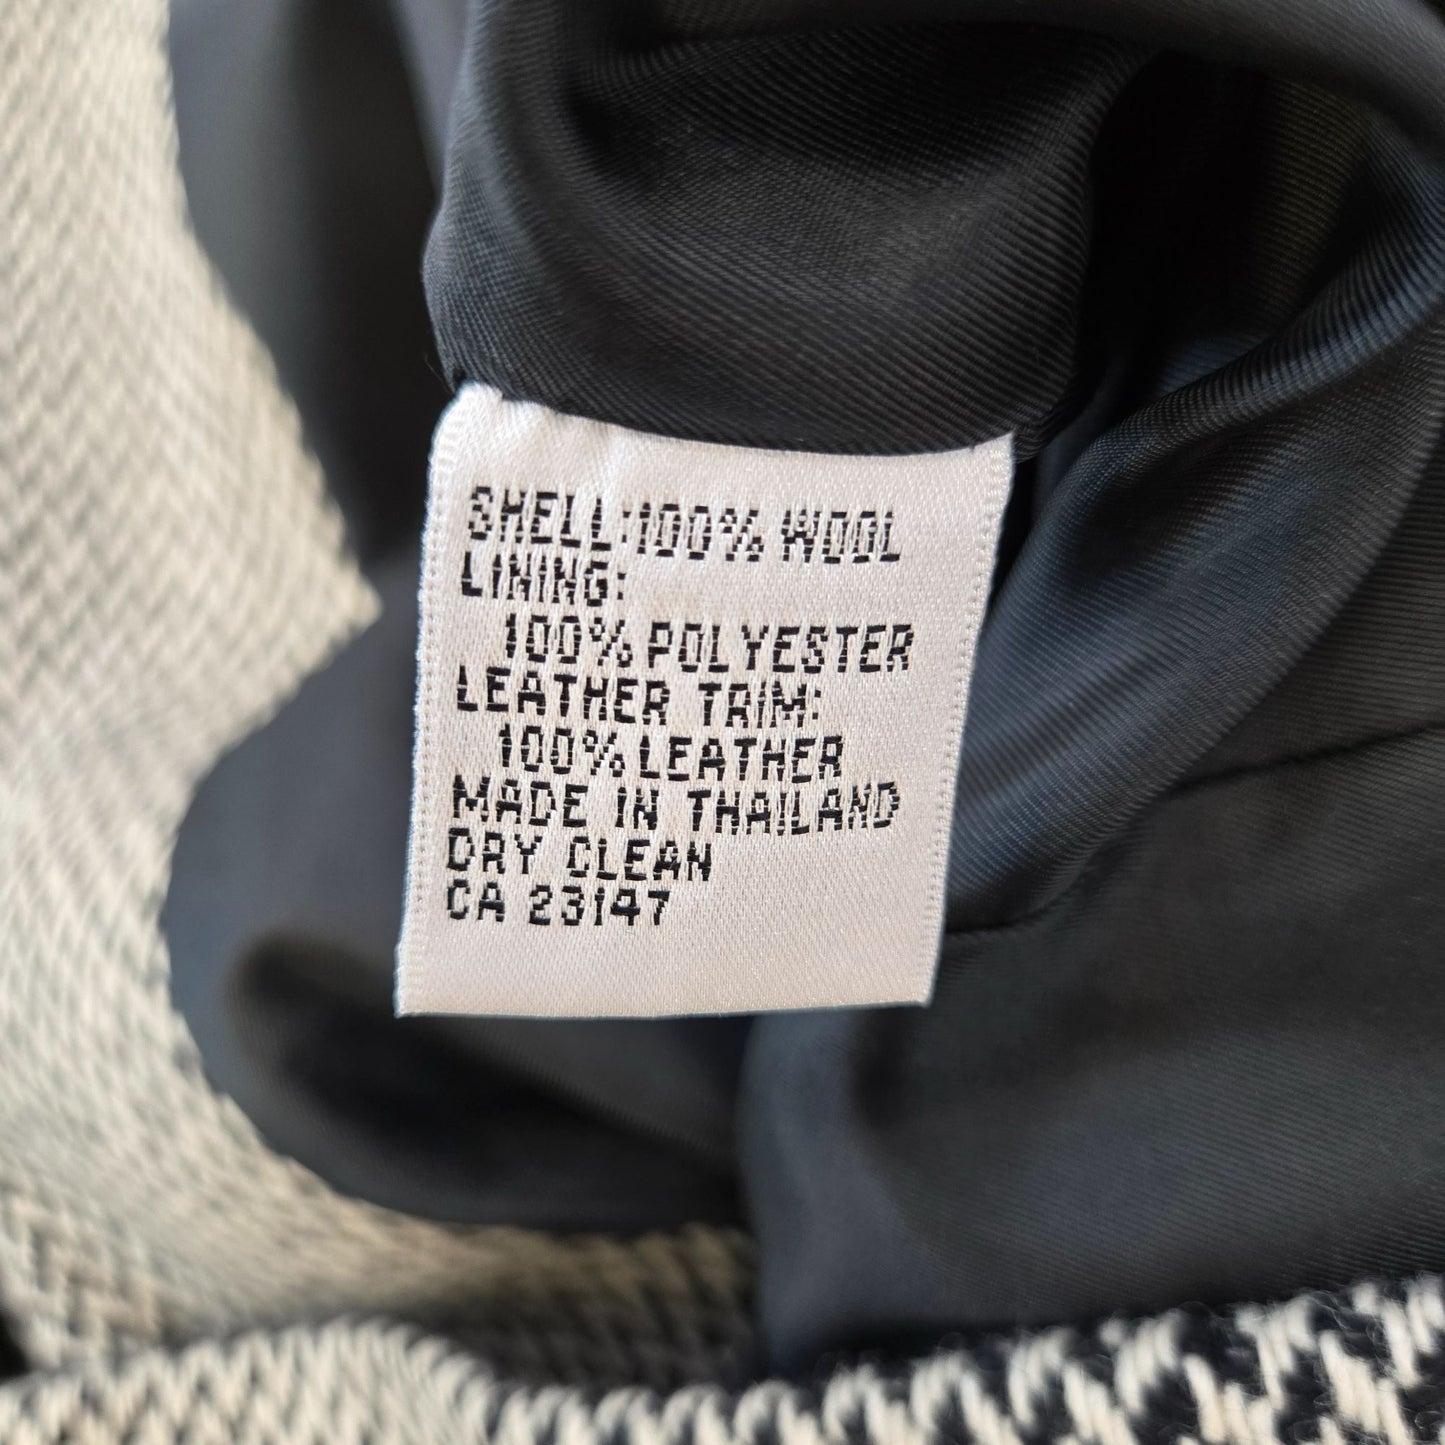 SHELL:100% WOOL
LINING:
100% POLYESTER
LEATHER TRIM:
100% LEATHER
MADE IN THAILAND
DRY CLEAN
CA 23147